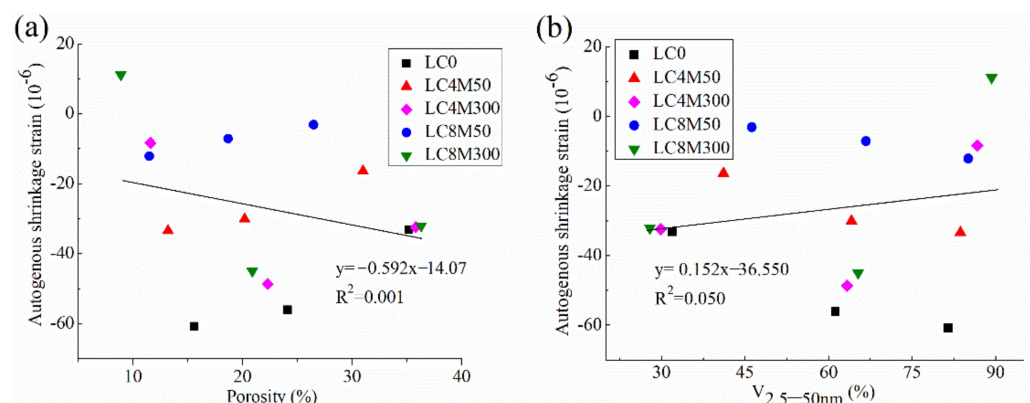 (a)
20
0
-20
-40
-60
Autogenous shrinkage strain (10-6)
LC0
LC4M50
LC4M300
LC8M50
LC8M300
y= −0.592x−14.07
R2=0.001
10
20
30
40
Porosity (%)
(b)
20
0
-20
-40
-60
Autogenous shrinkage strain (10-6)
LC0
LC4M50
LC4M300
LC8M50
LC8M300
y= 0.152x−36.550
R2=0.050
30
45
60
75
90
V2.5—50nm (%)